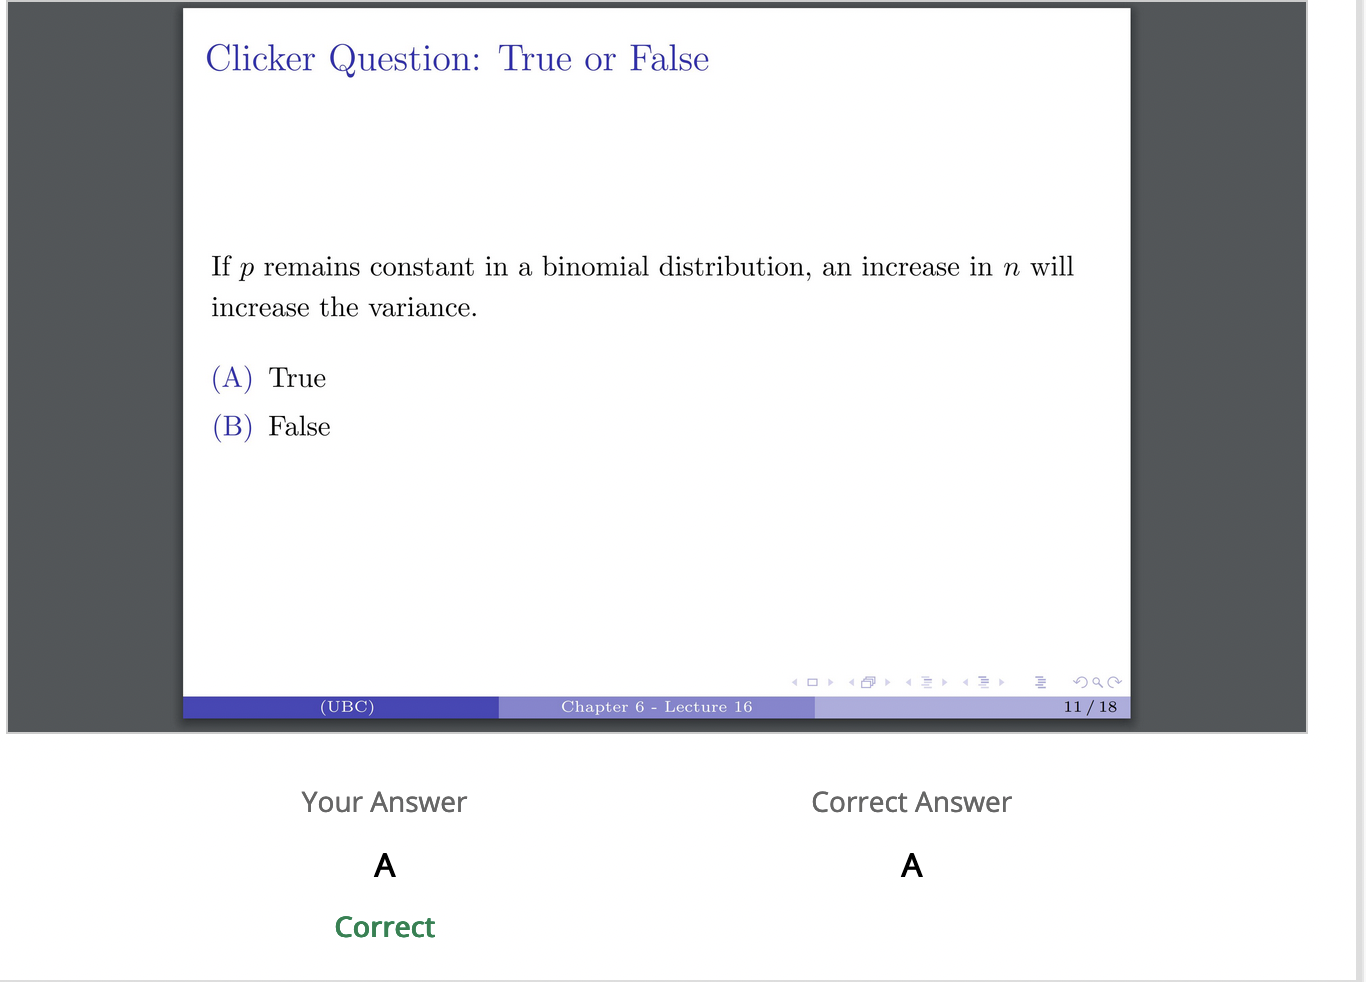 Clicker Question: True or False
If p remains constant in a binomial distribution, an increase in n will
increase the variance.
(A) True
(B) False
(UBC)
Chapter 6 - Lecture 16
11 / 18
Your Answer
Correct Answer
A
A
Correct